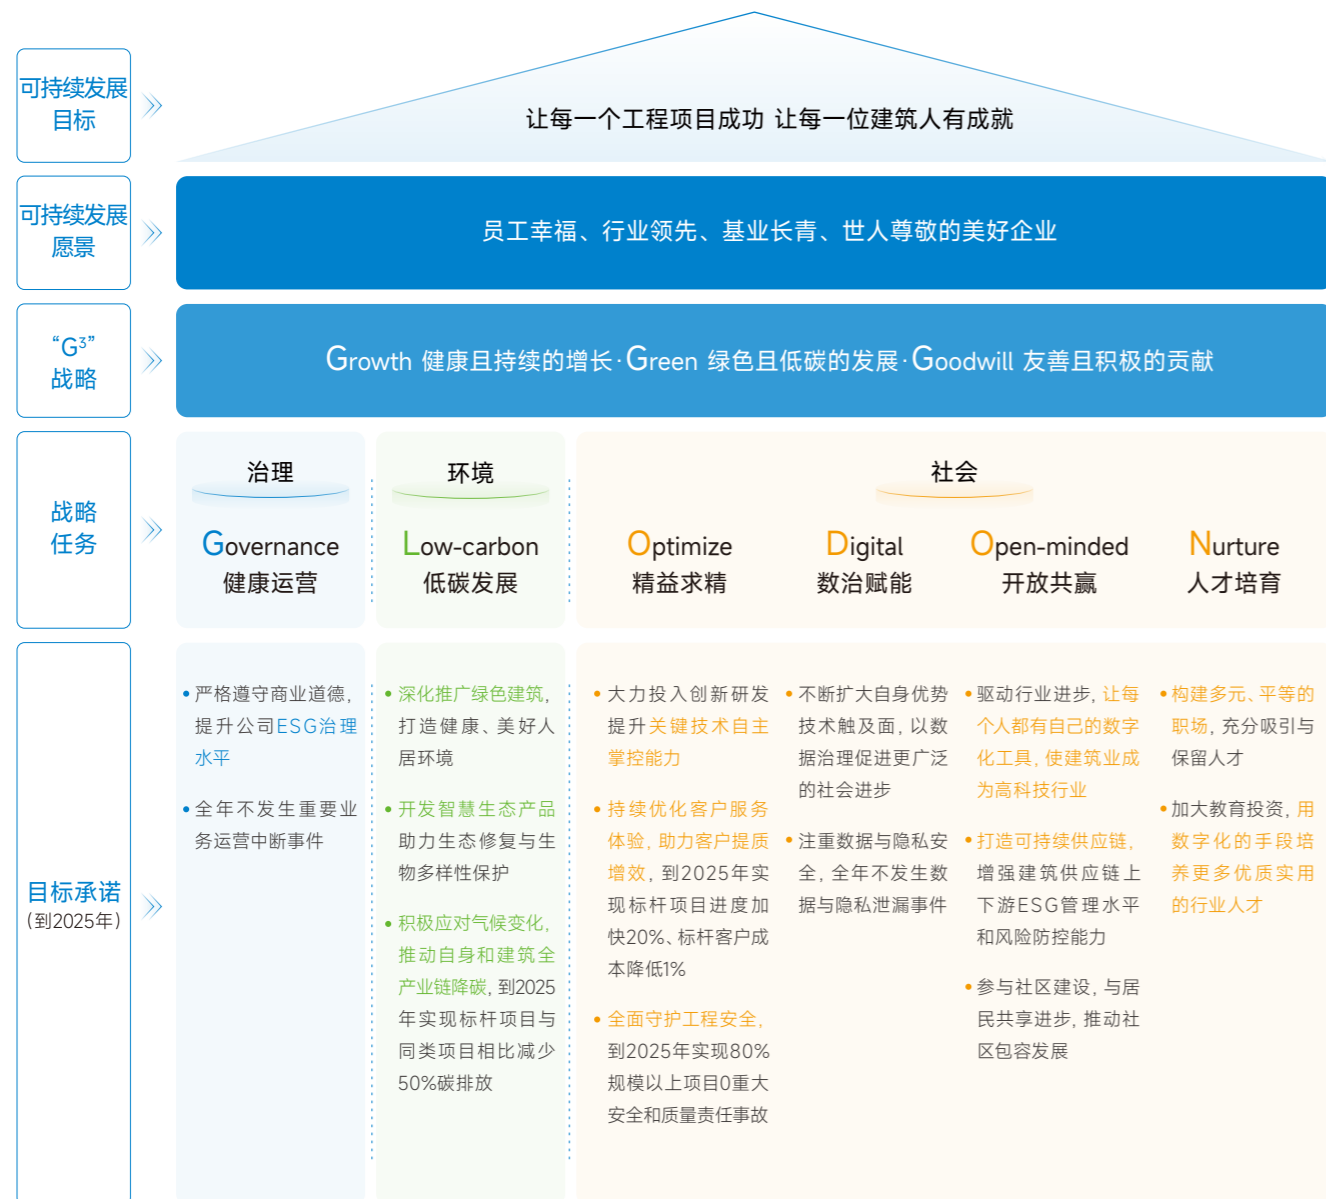 可持续发展
目标
让每一个工程项目成功 让每一位建筑人有成就
可持续发展
愿景
员工幸福、行业领先、基业长青、世人尊敬的美好企业
“G³”
战略
Growth 健康且持续的增长·Green 绿色且低碳的发展·Goodwill 友善且积极的贡献
战略
任务
治理
Governance
健康运营
环境
Low-carbon
低碳发展
社会
Optimize
精益求精
Digital
数治赋能
Open-minded
开放共赢
Nurture
人才培育
目标承诺
(到2025年)
• 严格遵守商业道德,
提升公司ESG治理
水平
• 全年不发生重要业
务运营中断事件
• 深化推广绿色建筑,
打造健康、美好人
居环境
• 开发智慧生态产品
助力生态修复与生
物多样性保护
• 积极应对气候变化,
推动自身和建筑全
产业链降碳, 到2025
年实现标杆项目与
同类项目相比减少
50%碳排放
• 大力投入创新研发
提升关键技术自主
掌控能力
• 持续优化客户服务
体验, 助力客户提质
增效, 到2025年实
现标杆项目进度加
快20%、标杆客户成
本降低1%
• 全面守护工程安全,
到2025年实现80%
规模以上项目0重大
安全和质量责任事故
• 不断扩大自身优势
技术触及面, 以数
据治理促进更广泛
的社会进步
• 注重数据与隐私安
全, 全年不发生数
据与隐私泄漏事件
• 驱动行业进步, 让每
个人都有自己的数字
化工具, 使建筑业成
为高科技行业
• 打造可持续供应链,
增强建筑供应链上
下游ESG管理水平
和风险防控能力
• 参与社区建设, 与居
民共享进步, 推动社
区包容发展
• 构建多元、平等的
职场, 充分吸引与
保留人才
• 加大教育投资, 用
数字化的手段培
养更多优质实用
的行业人才